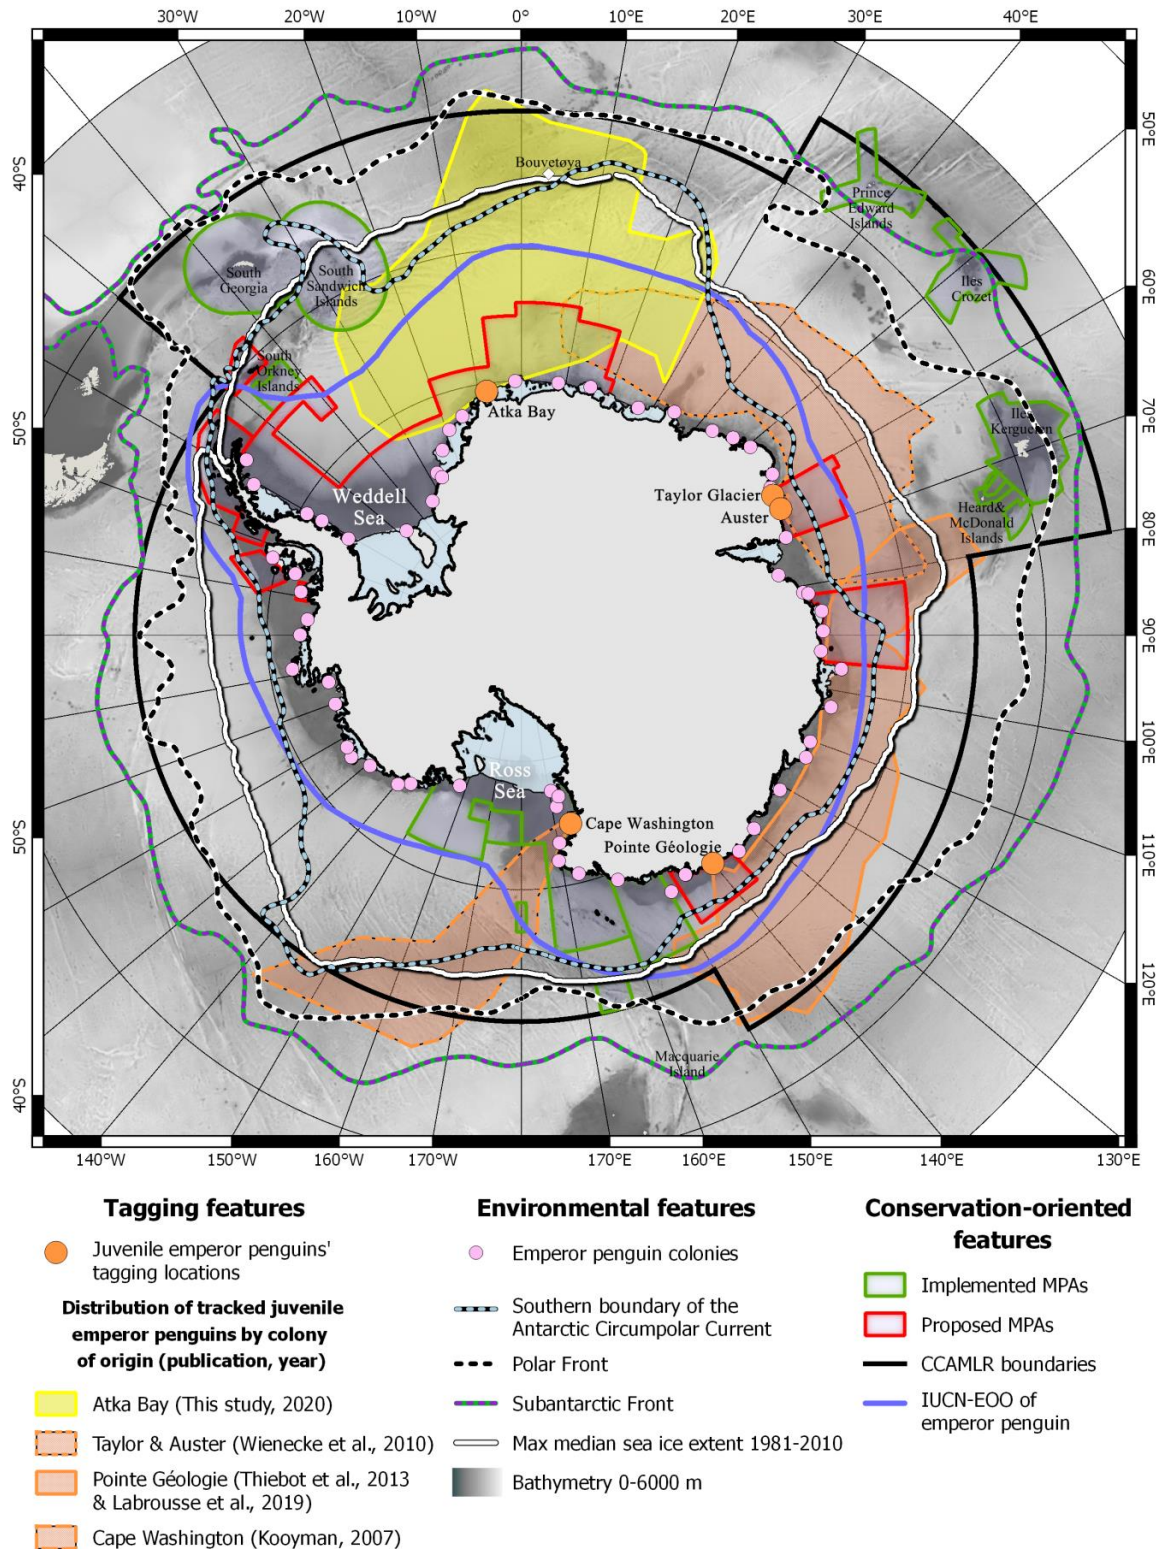 30°W 20°W 10°W 0° 10°E 20°E 30°E 40°E
50°E
40°S
Bouvetøya
Prince
Edward
Islands
South
Georgia
South
Sandwich
Islands
Iles
Crozet
60°E
South
Orkney
Islands
Atka Bay
50°S
70°E
Iles
Kerguelen
Weddell
Sea
Taylor Glacier
Auster
Heard&
McDonald
Islands
80°E
90°E
100°E
Ross
Sea
Cape Washington
Pointe Géologie
50°S
110°E
120°E
Macquarie
Island
40°S
140°W 150°W 160°W 170°W 170°E 160°E 150°E 140°E 130°E
Tagging features
Juvenile emperor penguins'
tagging locations
Distribution of tracked juvenile
emperor penguins by colony
of origin (publication, year)
Atka Bay (This study, 2020)
Taylor & Auster (Wienecke et al., 2010)
Pointe Géologie (Thiebot et al., 2013
& Labrousse et al., 2019)
Cape Washington (Kooyman, 2007)
Environmental features
Emperor penguin colonies
Southern boundary of the
Antarctic Circumpolar Current
Polar Front
Subantarctic Front
Max median sea ice extent 1981-2010
Bathymetry 0-6000 m
Conservation-oriented
features
Implemented MPAs
Proposed MPAs
CCAMLR boundaries
IUCN-EOO of
emperor penguin